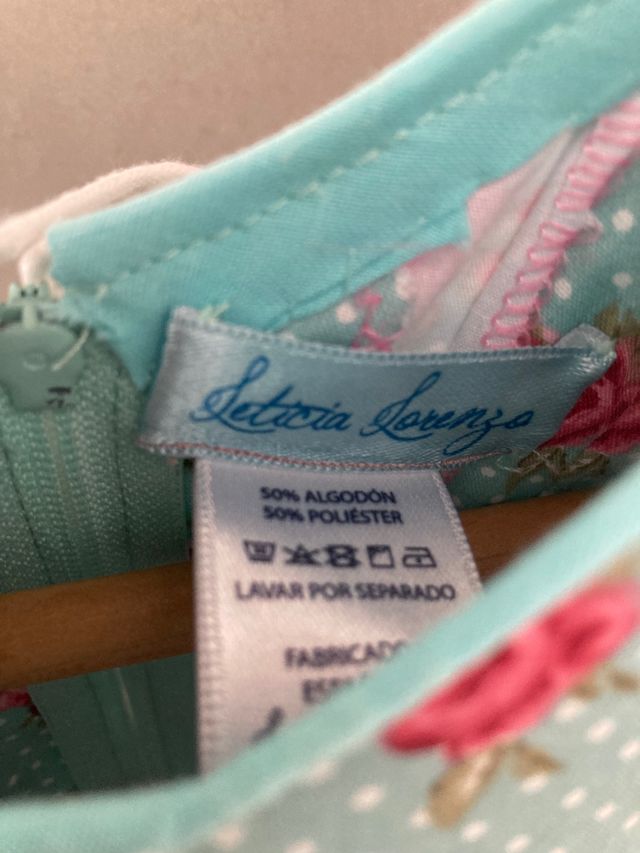 Leticia Lorenzo
50% ALGODÓN
50% POLIÉSTER
LAVAR POR SEPARADO
FABRICADO